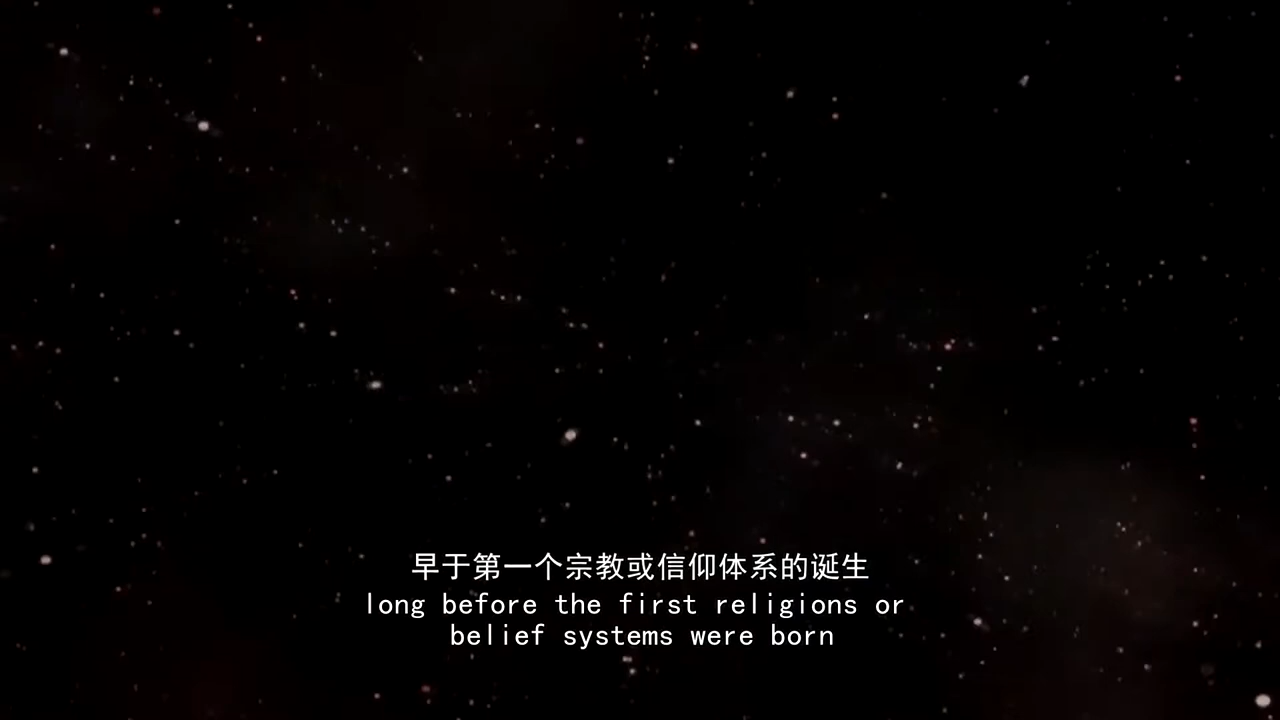 早于第一个宗教或信仰体系的诞生
long before the first religions or
belief systems were born